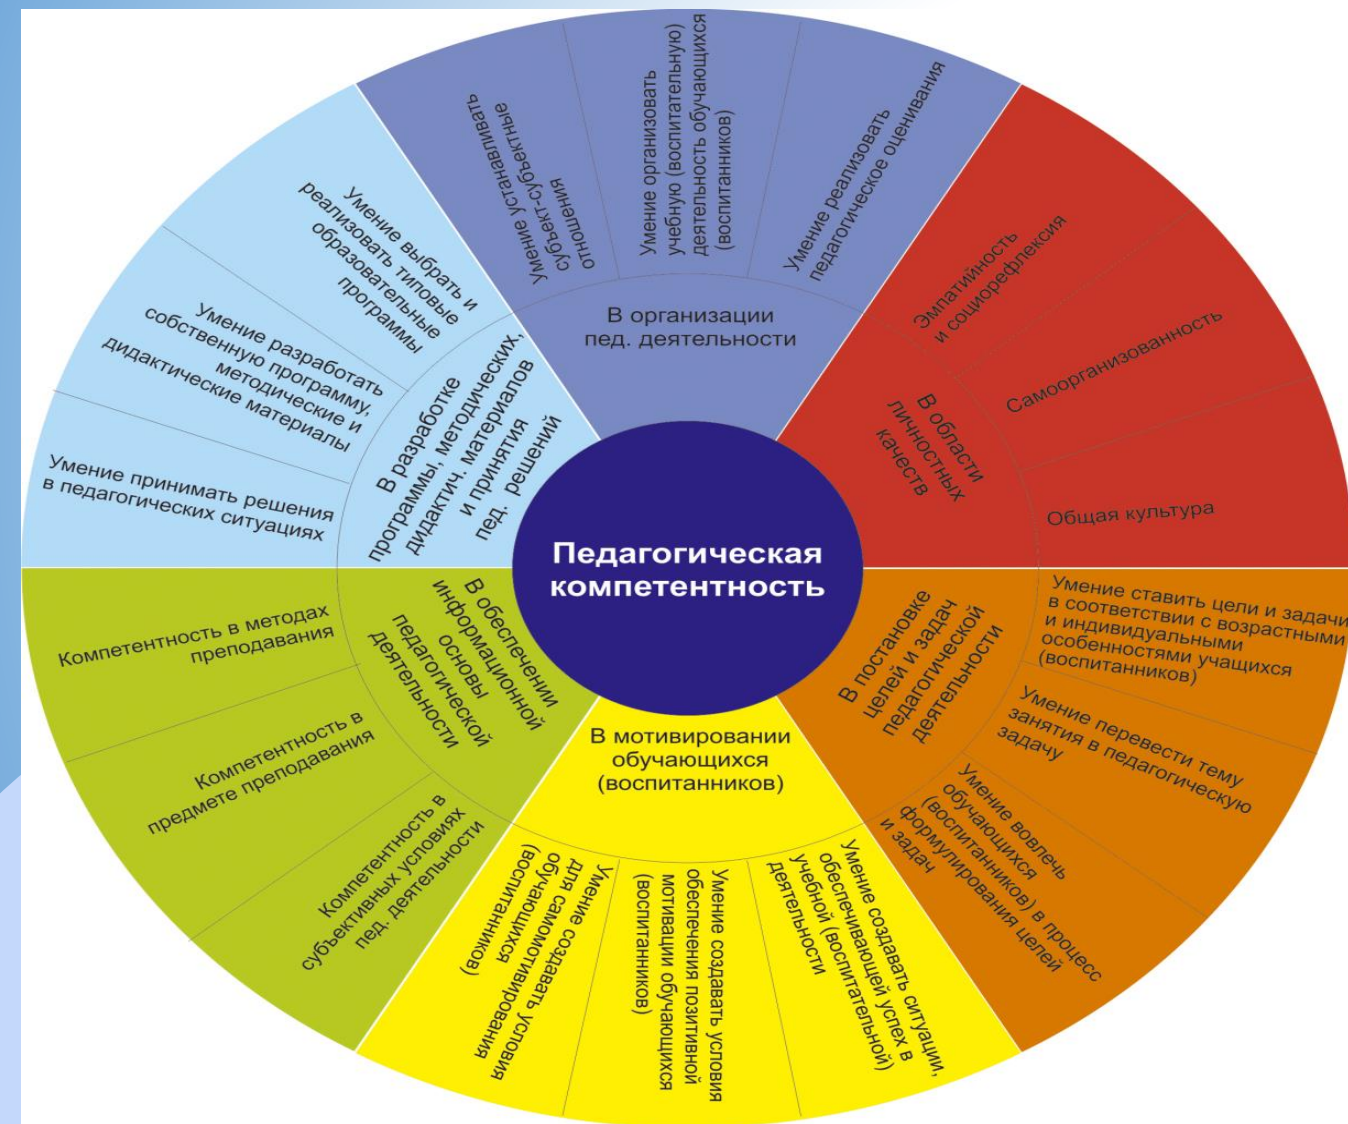 Педагогическая
компетентность
В организации
пед. деятельности
Умение устанавливать
субъект-субъектные
отношения
Умение организовать
учебную (воспитательную)
деятельность обучающихся
(воспитанников)
Умение реализовать
педагогическое оценивания
В области
личностных
качеств
Эмпатийность
и социорефлексия
Самоорганизованность
Общая культура
В постановке
целей и задач
педагогической
деятельности
Умение ставить цели и задачи
в соответствии с возрастными
и индивидуальными
особенностями учащихся
(воспитанников)
Умение перевести тему
занятия в педагогическую
задачу
Умение вовлечь
обучающихся
(воспитанников) в процесс
формулирования целей
и задач
В мотивировании
обучающихся
(воспитанников)
Умение создавать ситуации,
обеспечивающей успех в
учебной (воспитательной)
деятельности
Умение создавать условия
обеспечения позитивной
мотивации обучающихся
(воспитанников)
Умение создавать условия
для самомотивирования
обучающихся
(воспитанников)
В обеспечении
информационной
основы
педагогической
деятельности
Компетентность в
субъективных условиях
пед. деятельности
Компетентность в
предмете преподавания
Компетентность в методах
преподавания
В разработке
программы, методических,
дидактич. материалов
и принятия
пед. решений
Умение принимать решения
в педагогических ситуациях
Умение разработать
собственную программу,
методические и
дидактические материалы
Умение выбрать и
реализовать типовые
образовательные
программы